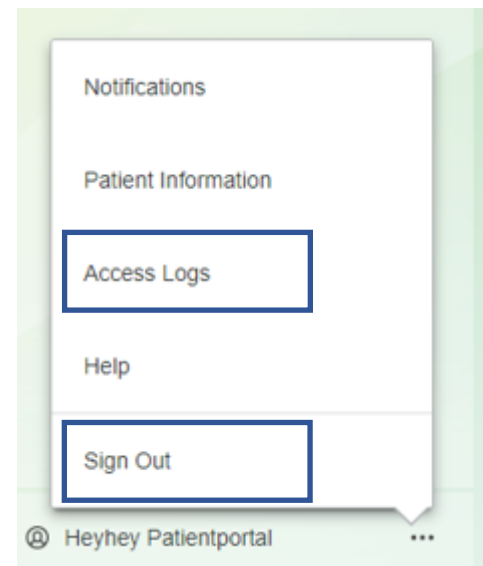 Notifications
Patient Information
Access Logs
Help
Sign Out
Heyhey Patientportal